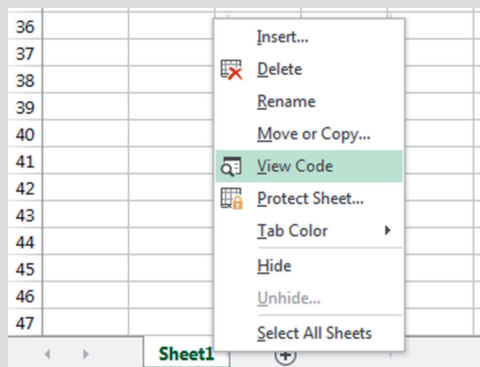 36
Insert...
37
38
Delete
39
Rename
40
Move or Copy...
41
View Code
42
Protect Sheet...
43
Tab Color
44
45
Hide
46
Unhide...
47
Select All Sheets
Sheet1